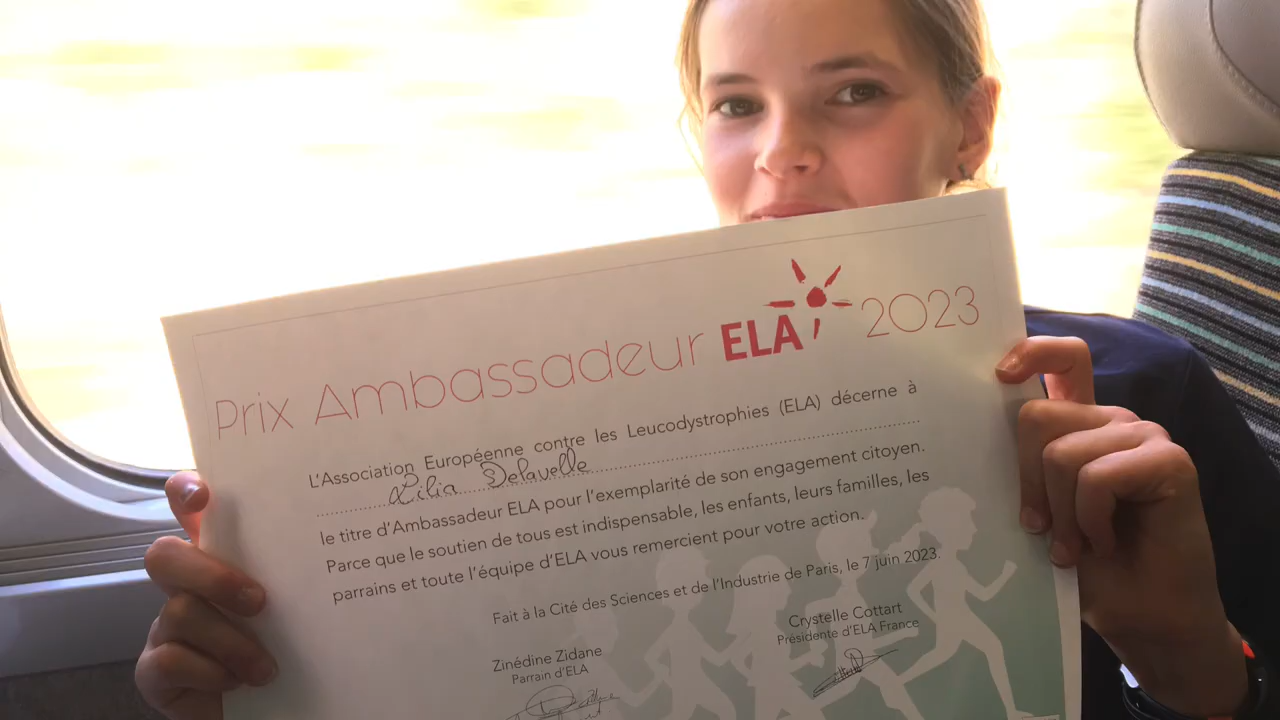 Prix Ambassadeur ELA 2023
L'Association Européenne contre les Leucodystrophies (ELA) décerne à
Lilia Delavelle
le titre d'Ambassadeur ELA pour l'exemplarité de son engagement citoyen.
Parce que le soutien de tous est indispensable, les enfants, leurs familles, les
parrains et toute l'équipe d'ELA vous remercient pour votre action.
Fait à la Cité des Sciences et de l'Industrie de Paris, le 7 juin 2023.
Zinédine Zidane
Parrain d'ELA
Crystelle Cottart
Présidente d'ELA France